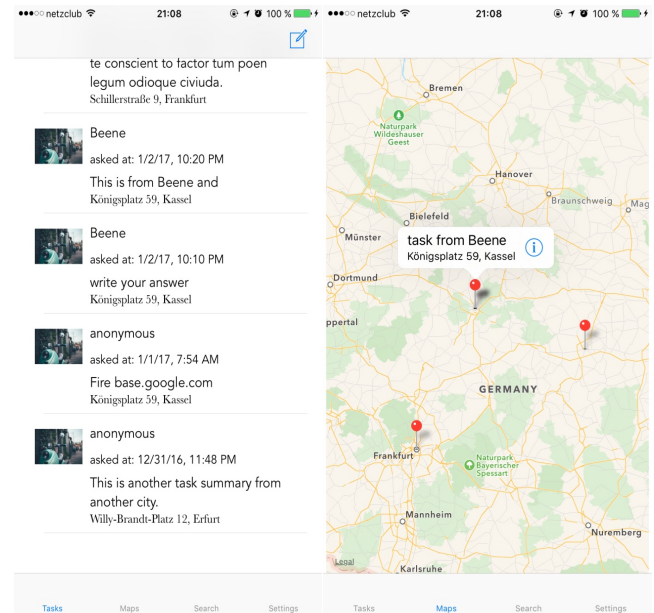 netzclub 21:08 100 %
te conscient to factor tum poen
legum odioque civiuda.
Schillerstraße 9, Frankfurt
Beene
asked at: 1/2/17, 10:20 PM
This is from Beene and
Königsplatz 59, Kassel
Beene
asked at: 1/2/17, 10:10 PM
write your answer
Königsplatz 59, Kassel
anonymous
asked at: 1/1/17, 7:54 AM
Fire base.google.com
Königsplatz 59, Kassel
anonymous
asked at: 12/31/16, 11:48 PM
This is another task summary from
another city.
Willy-Brandt-Platz 12, Erfurt
Tasks Maps Search Settings
netzclub 21:08 100 %
Bremen
Naturpark
Wildeshauser
Geest
Hanover
Braunschweig
Mag
Bielefeld
Münster
task from Beene
Königsplatz 59, Kassel
Dortmund
ppertal
GERMANY
Frankfurt
Naturpark
Bayerischer
Spessart
Mannheim
Nuremberg
Legal
Karlsruhe
Tasks Maps Search Settings